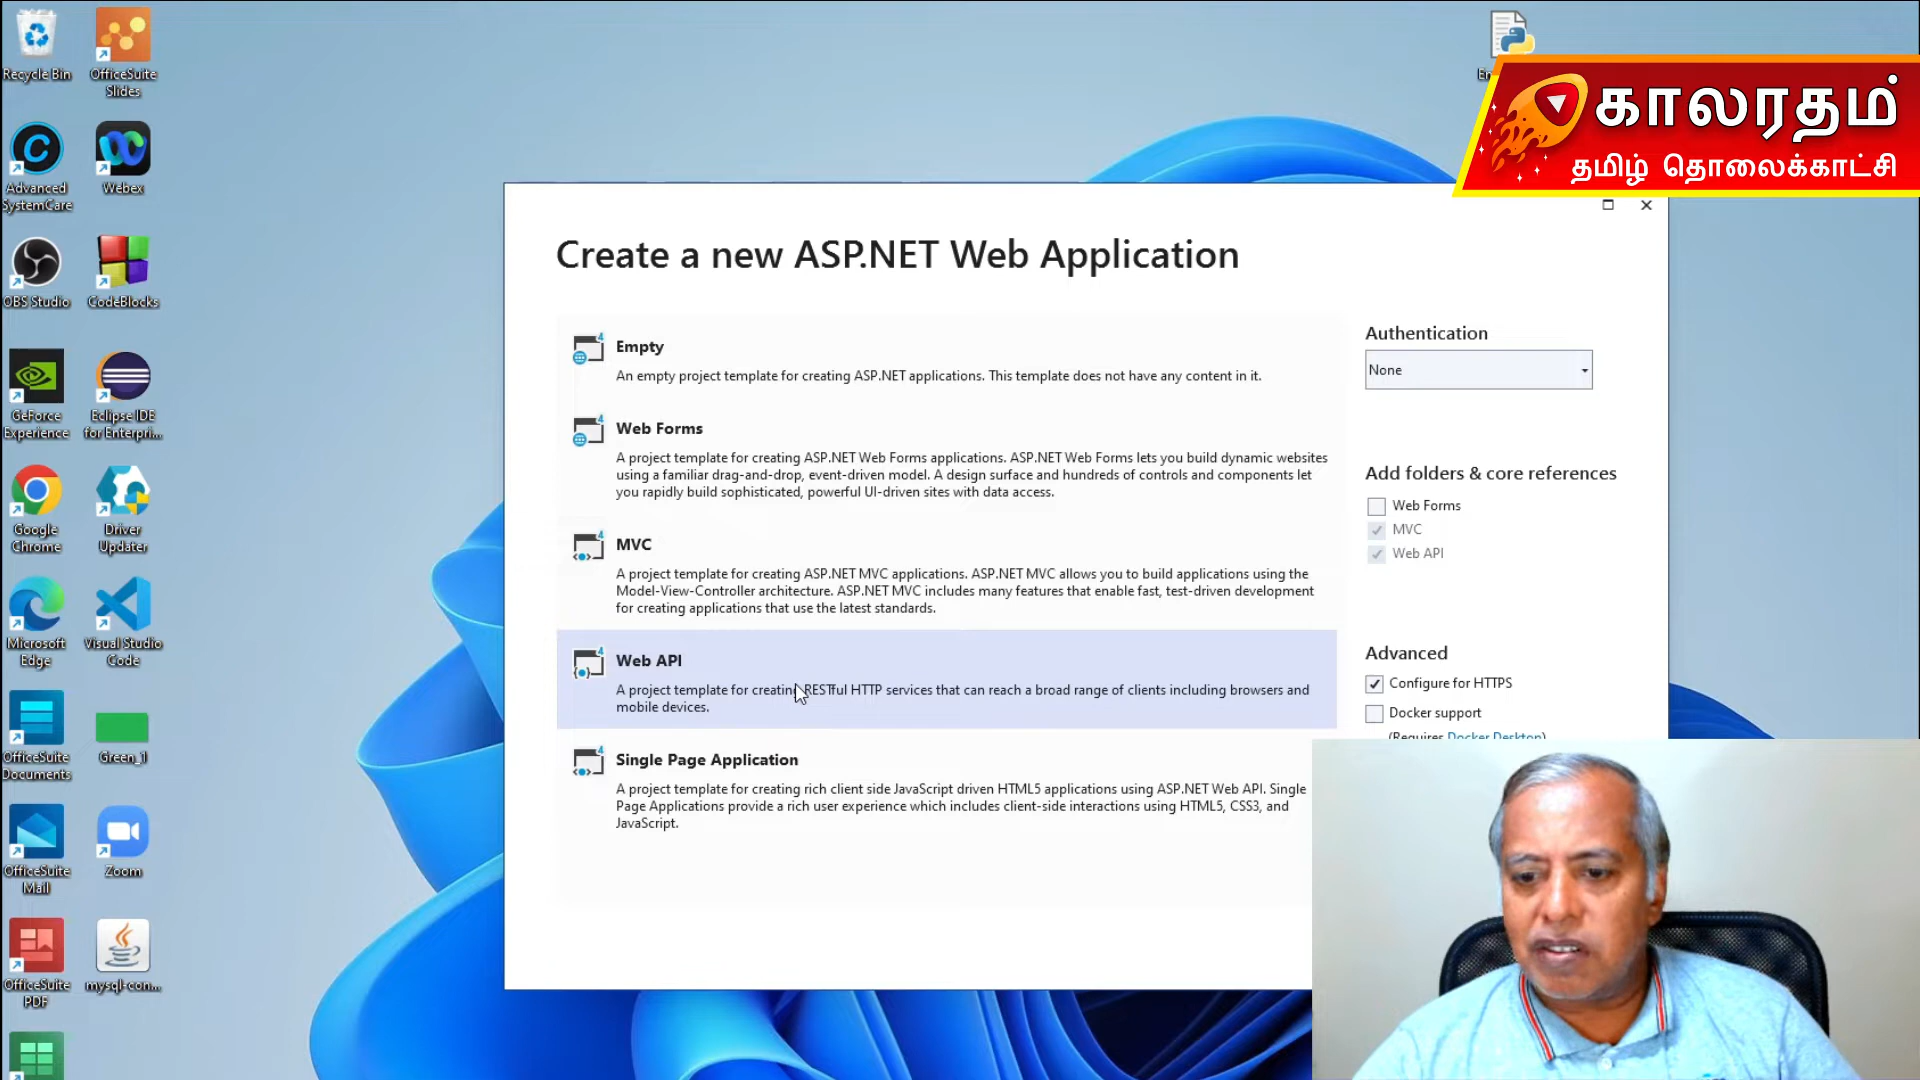 Recycle Bin
OfficeSuite
Slides
காலரதம்
தமிழ் தொலைக்காட்சி
Advanced
SystemCare
Webex
Create a new ASP.NET Web Application
OBS Studio
CodeBlocks
Empty
An empty project template for creating ASP.NET applications. This template does not have any content in it.
Authentication
None
GeForce
Experience
Eclipse IDE
for Enterpri...
Web Forms
A project template for creating ASP.NET Web Forms applications. ASP.NET Web Forms lets you build dynamic websites
using a familiar drag-and-drop, event-driven model. A design surface and hundreds of controls and components let
you rapidly build sophisticated, powerful UI-driven sites with data access.
Add folders & core references
Web Forms
MVC
Web API
Google
Chrome
Driver
Updater
MVC
A project template for creating ASP.NET MVC applications. ASP.NET MVC allows you to build applications using the
Model-View-Controller architecture. ASP.NET MVC includes many features that enable fast, test-driven development
for creating applications that use the latest standards.
Microsoft
Edge
Visual Studio
Code
Web API
A project template for creating RESTful HTTP services that can reach a broad range of clients including browsers and
mobile devices.
Advanced
Configure for HTTPS
Docker support
(Requires Docker Desktop)
OfficeSuite
Documents
Green_1
Single Page Application
A project template for creating rich client side JavaScript driven HTML5 applications using ASP.NET Web API. Single
Page Applications provide a rich user experience which includes client-side interactions using HTML5, CSS3, and
JavaScript.
OfficeSuite
Mail
Zoom
OfficeSuite
PDF
mysql-con...